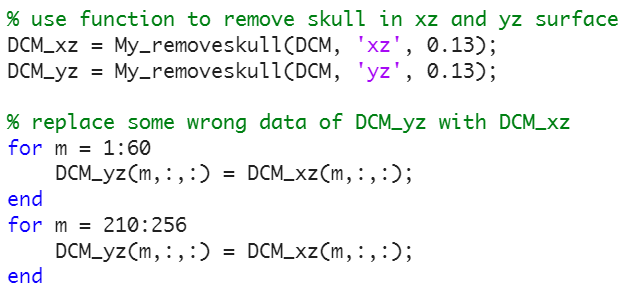 % use function to remove skull in xz and yz surface
DCM_xz = My_removeskull(DCM, 'xz', 0.13);
DCM_yz = My_removeskull(DCM, 'yz', 0.13);

% replace some wrong data of DCM_yz with DCM_xz
for m = 1:60
    DCM_yz(m,:,:) = DCM_xz(m,:,:);
end
for m = 210:256
    DCM_yz(m,:,:) = DCM_xz(m,:,:);
end